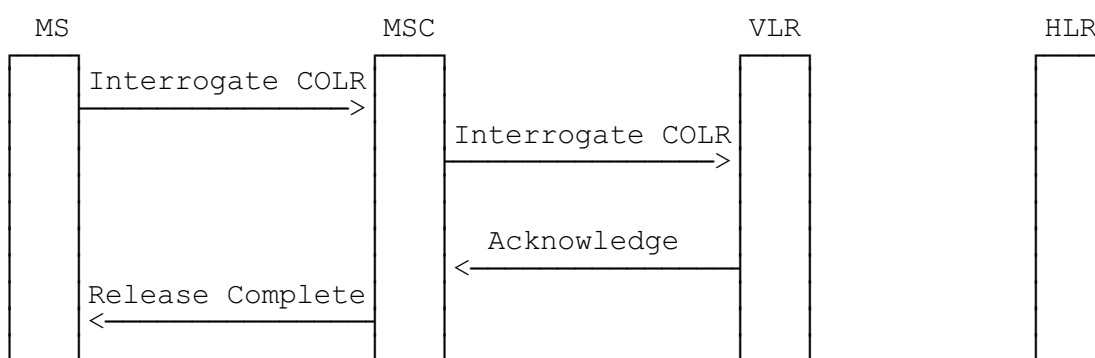 MS MSC VLR HLR
Interrogate COLR
Interrogate COLR
Acknowledge
Release Complete